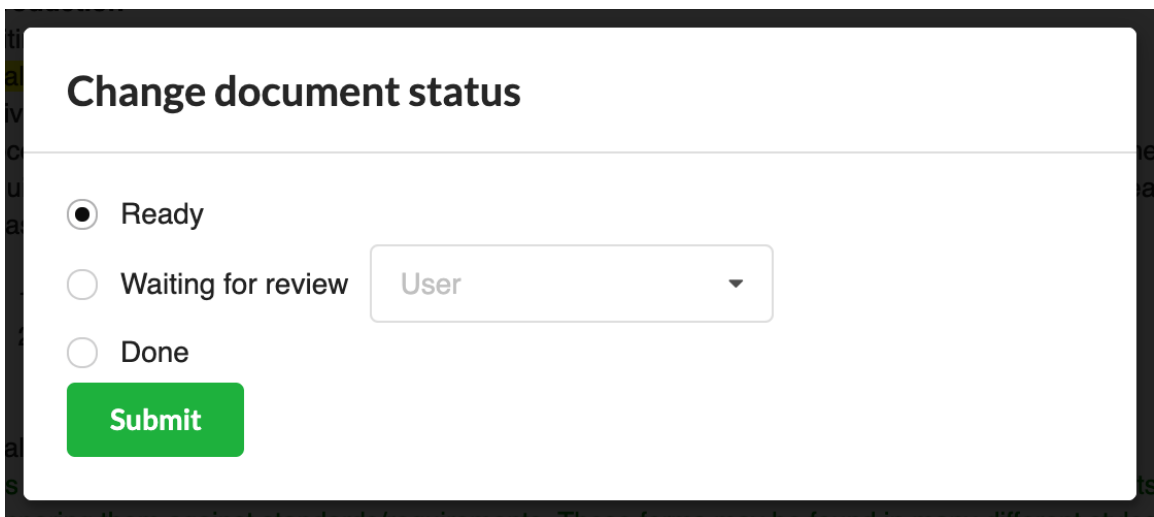 Change document status
Ready
Waiting for review User
Done
Submit